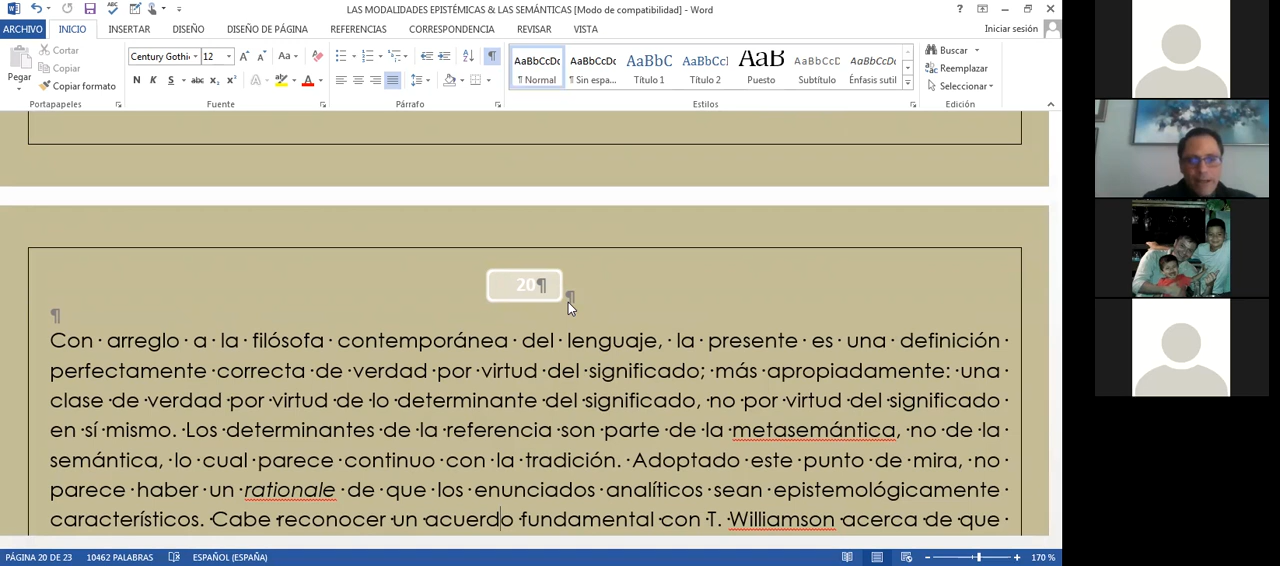 LAS MODALIDADES EPISTÉMICAS & LAS SEMÁNTICAS [Modo de compatibilidad] - Word
ARCHIVO INICIO INSERTAR DISEÑO DISEÑO DE PÁGINA REFERENCIAS CORRESPONDENCIA REVISAR VISTA Iniciar sesión
Pegar
Cortar
Copiar
Copiar formato
Portapapeles
Century Gothi 12
N K S abc X₂ X²
Fuente
Párrafo
AaBbCcDc AaBbCcDc AaBbC AaBbCc AaB AaBbCcC AaBbCcDc
¶ Normal ¶ Sin espa... Título 1 Título 2 Puesto Subtítulo Énfasis sutil
Estilos
Buscar
Reemplazar
Seleccionar
Edición
20¶
¶
¶
Con arreglo a la filósofa contemporánea del lenguaje, la presente es una definición
perfectamente correcta de verdad por virtud del significado; más apropiadamente: una
clase de verdad por virtud de lo determinante del significado, no por virtud del significado
en sí mismo. Los determinantes de la referencia son parte de la metasemántica, no de la
semántica, lo cual parece continuo con la tradición. Adoptado este punto de mira, no
parece haber un rationale de que los enunciados analíticos sean epistemológicamente
característicos. Cabe reconocer un acuerdo fundamental con T. Williamson acerca de que
PÁGINA 20 DE 23 10462 PALABRAS ESPAÑOL (ESPAÑA) 170 %